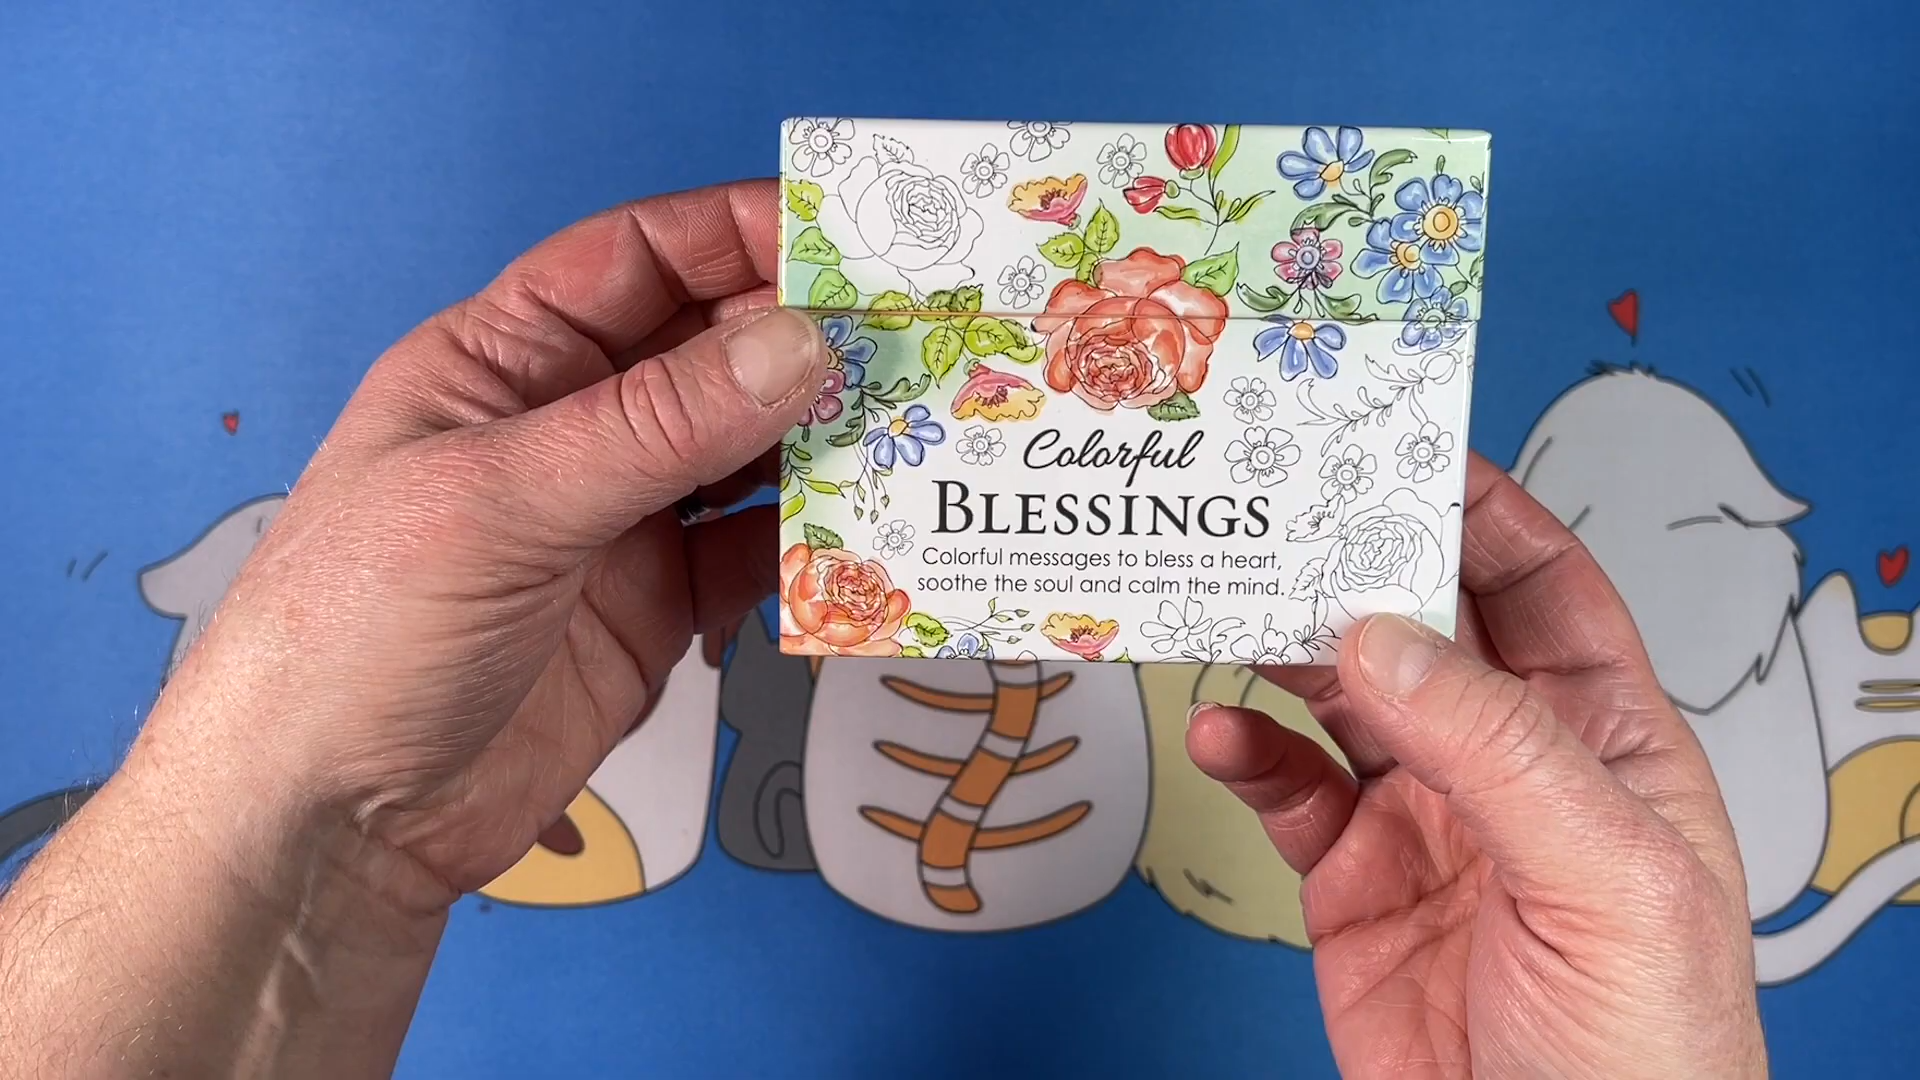 Colorful
BLESSINGS
Colorful messages to bless a heart,
soothe the soul and calm the mind.